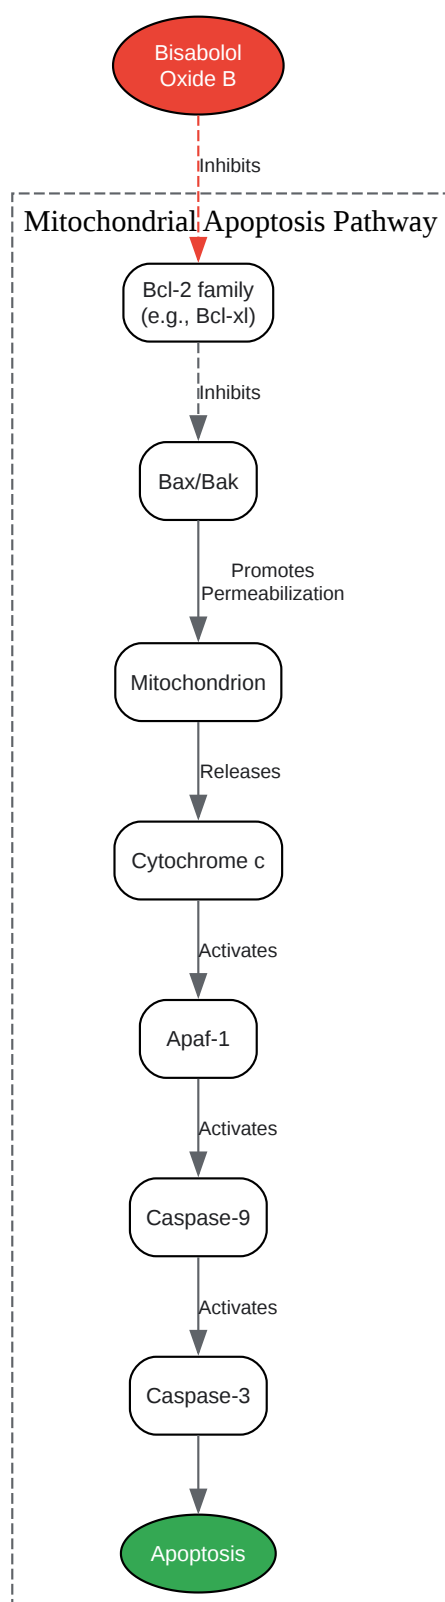 Bisabolol
Oxide B
Inhibits
Mitochondrial Apoptosis Pathway
Bcl-2 family
(e.g., Bcl-xl)
Inhibits
Bax/Bak
Promotes
Permeabilization
Mitochondrion
Releases
Cytochrome c
Activates
Apaf-1
Activates
Caspase-9
Activates
Caspase-3
Apoptosis